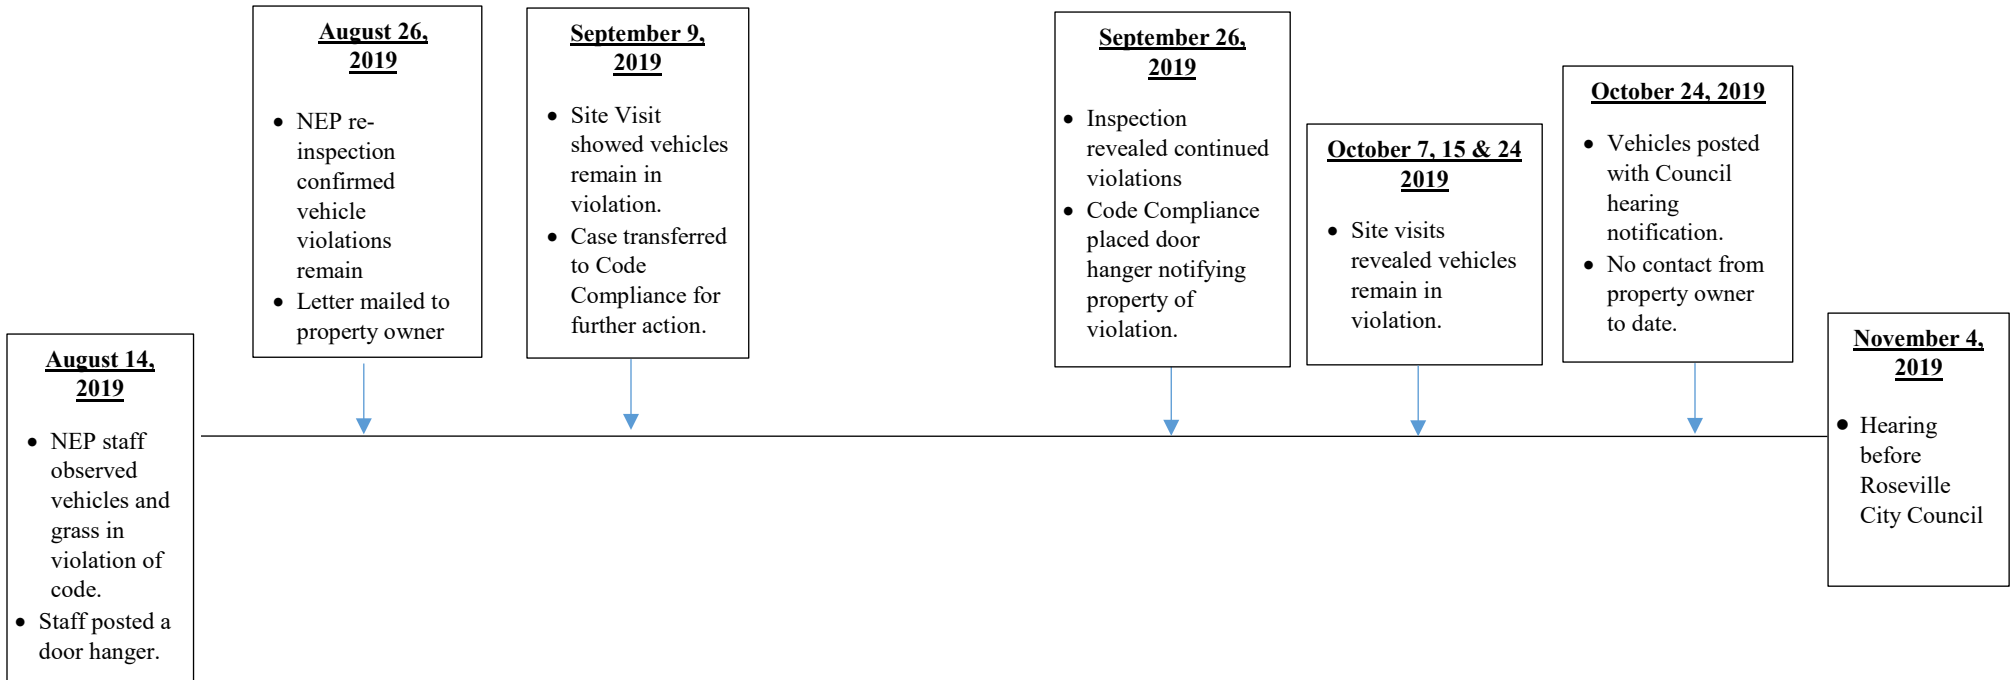 August 14,
2019
• NEP staff
observed
vehicles and
grass in
violation of
code.
• Staff posted a
door hanger.
August 26,
2019
• NEP re-
inspection
confirmed
vehicle
violations
remain
• Letter mailed to
property owner
September 9,
2019
• Site Visit
showed vehicles
remain in
violation.
• Case transferred
to Code
Compliance for
further action.
September 26,
2019
• Inspection
revealed continued
violations
• Code Compliance
placed door
hanger notifying
property of
violation.
October 7, 15 & 24
2019
• Site visits
revealed vehicles
remain in
violation.
October 24, 2019
• Vehicles posted
with Council
hearing
notification.
• No contact from
property owner
to date.
November 4,
2019
• Hearing
before
Roseville
City Council